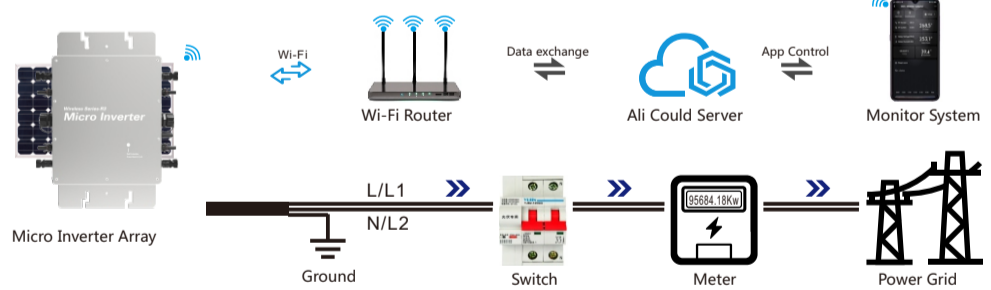 Wi-Fi
Data exchange
App Control
Micro Inverter
Wi-Fi Router
Ali Could Server
Monitor System
L/L1
N/L2
95684.18Kw
Micro Inverter Array
Ground
Switch
Meter
Power Grid